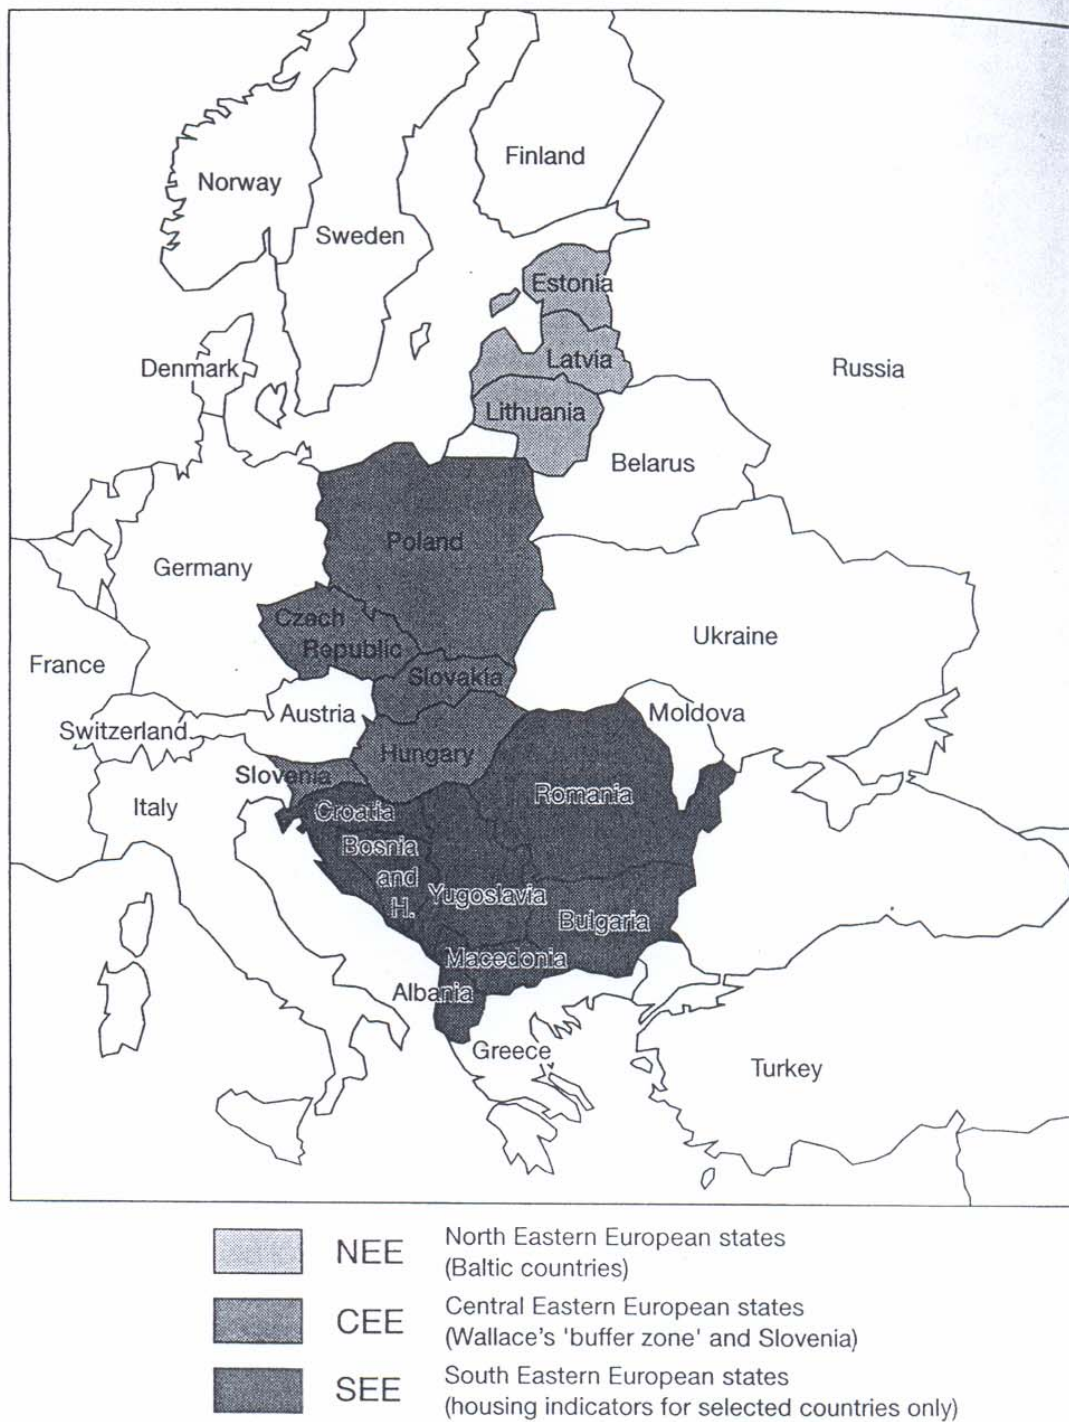 Finland
Norway
Sweden
Estonia
Denmark
Latvia
Russia
Lithuania
Belarus
Poland
Germany
Czech
Republic
Ukraine
France
Slovakia
Austria
Moldova
Switzerland
Hungary
Slovenia
Romania
Italy
Croatia
Bosnia
and
H.
Yugoslavia
Bulgaria
Macedonia
Albania
Greece
Turkey
NEE North Eastern European states
(Baltic countries)
CEE Central Eastern European states
(Wallace's 'buffer zone' and Slovenia)
SEE South Eastern European states
(housing indicators for selected countries only)